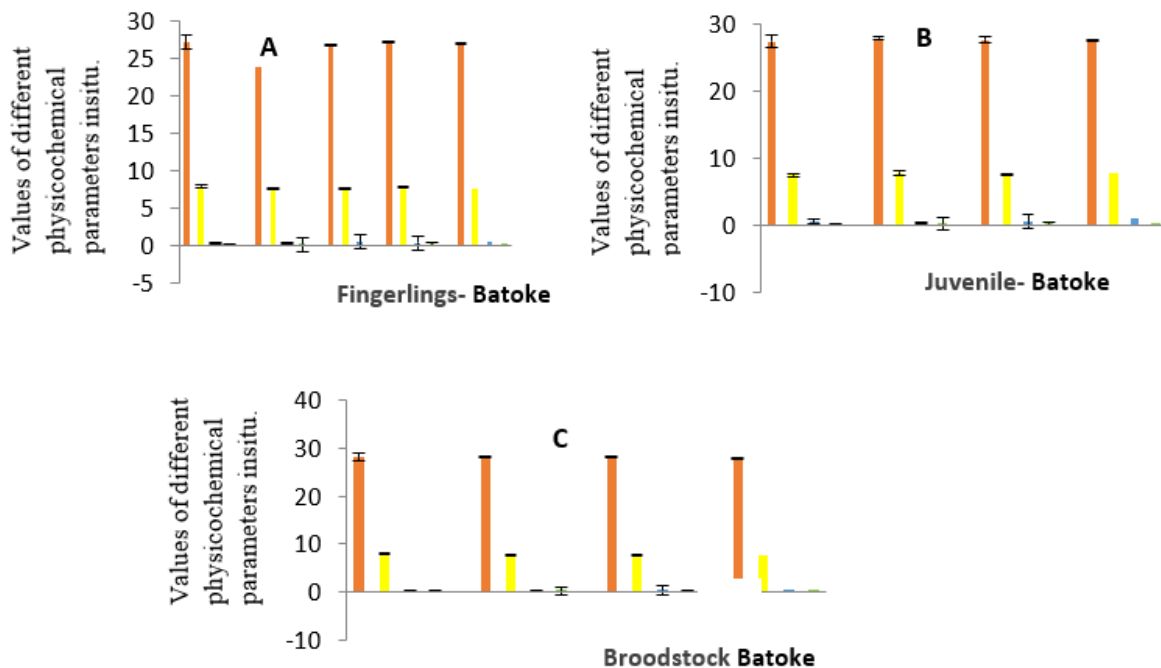 Values of different
physicochemical
parameters insitu.
30
25
20
15
10
5
0
-5
A
Fingerlings- Batoke
Values of different
physicochemical
parameters insitu.
30
20
10
0
-10
B
Juvenile- Batoke
Values of different
physicochemical
parameters insitu.
40
30
20
10
0
-10
C
Broodstock Batoke